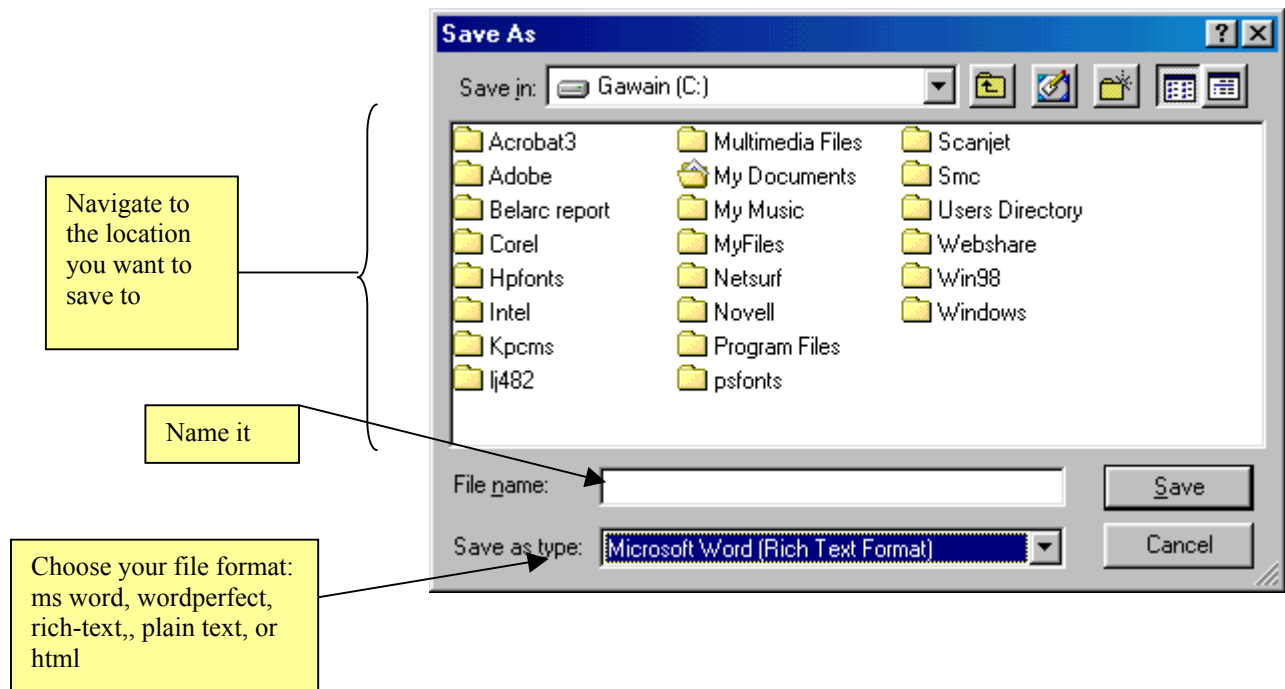 Save As
Save in: Gawain (C:)
Acrobat3
Adobe
Belarc report
Corel
Hpfonts
Intel
Kpcms
lj482
Multimedia Files
My Documents
My Music
MyFiles
Netsurf
Novell
Program Files
psfonts
Scanjet
Smc
Users Directory
Webshare
Win98
Windows
Navigate to
the location
you want to
save to
Name it
File name:
Save
Save as type: Microsoft Word (Rich Text Format)
Cancel
Choose your file format:
ms word, wordperfect,
rich-text,, plain text, or
html